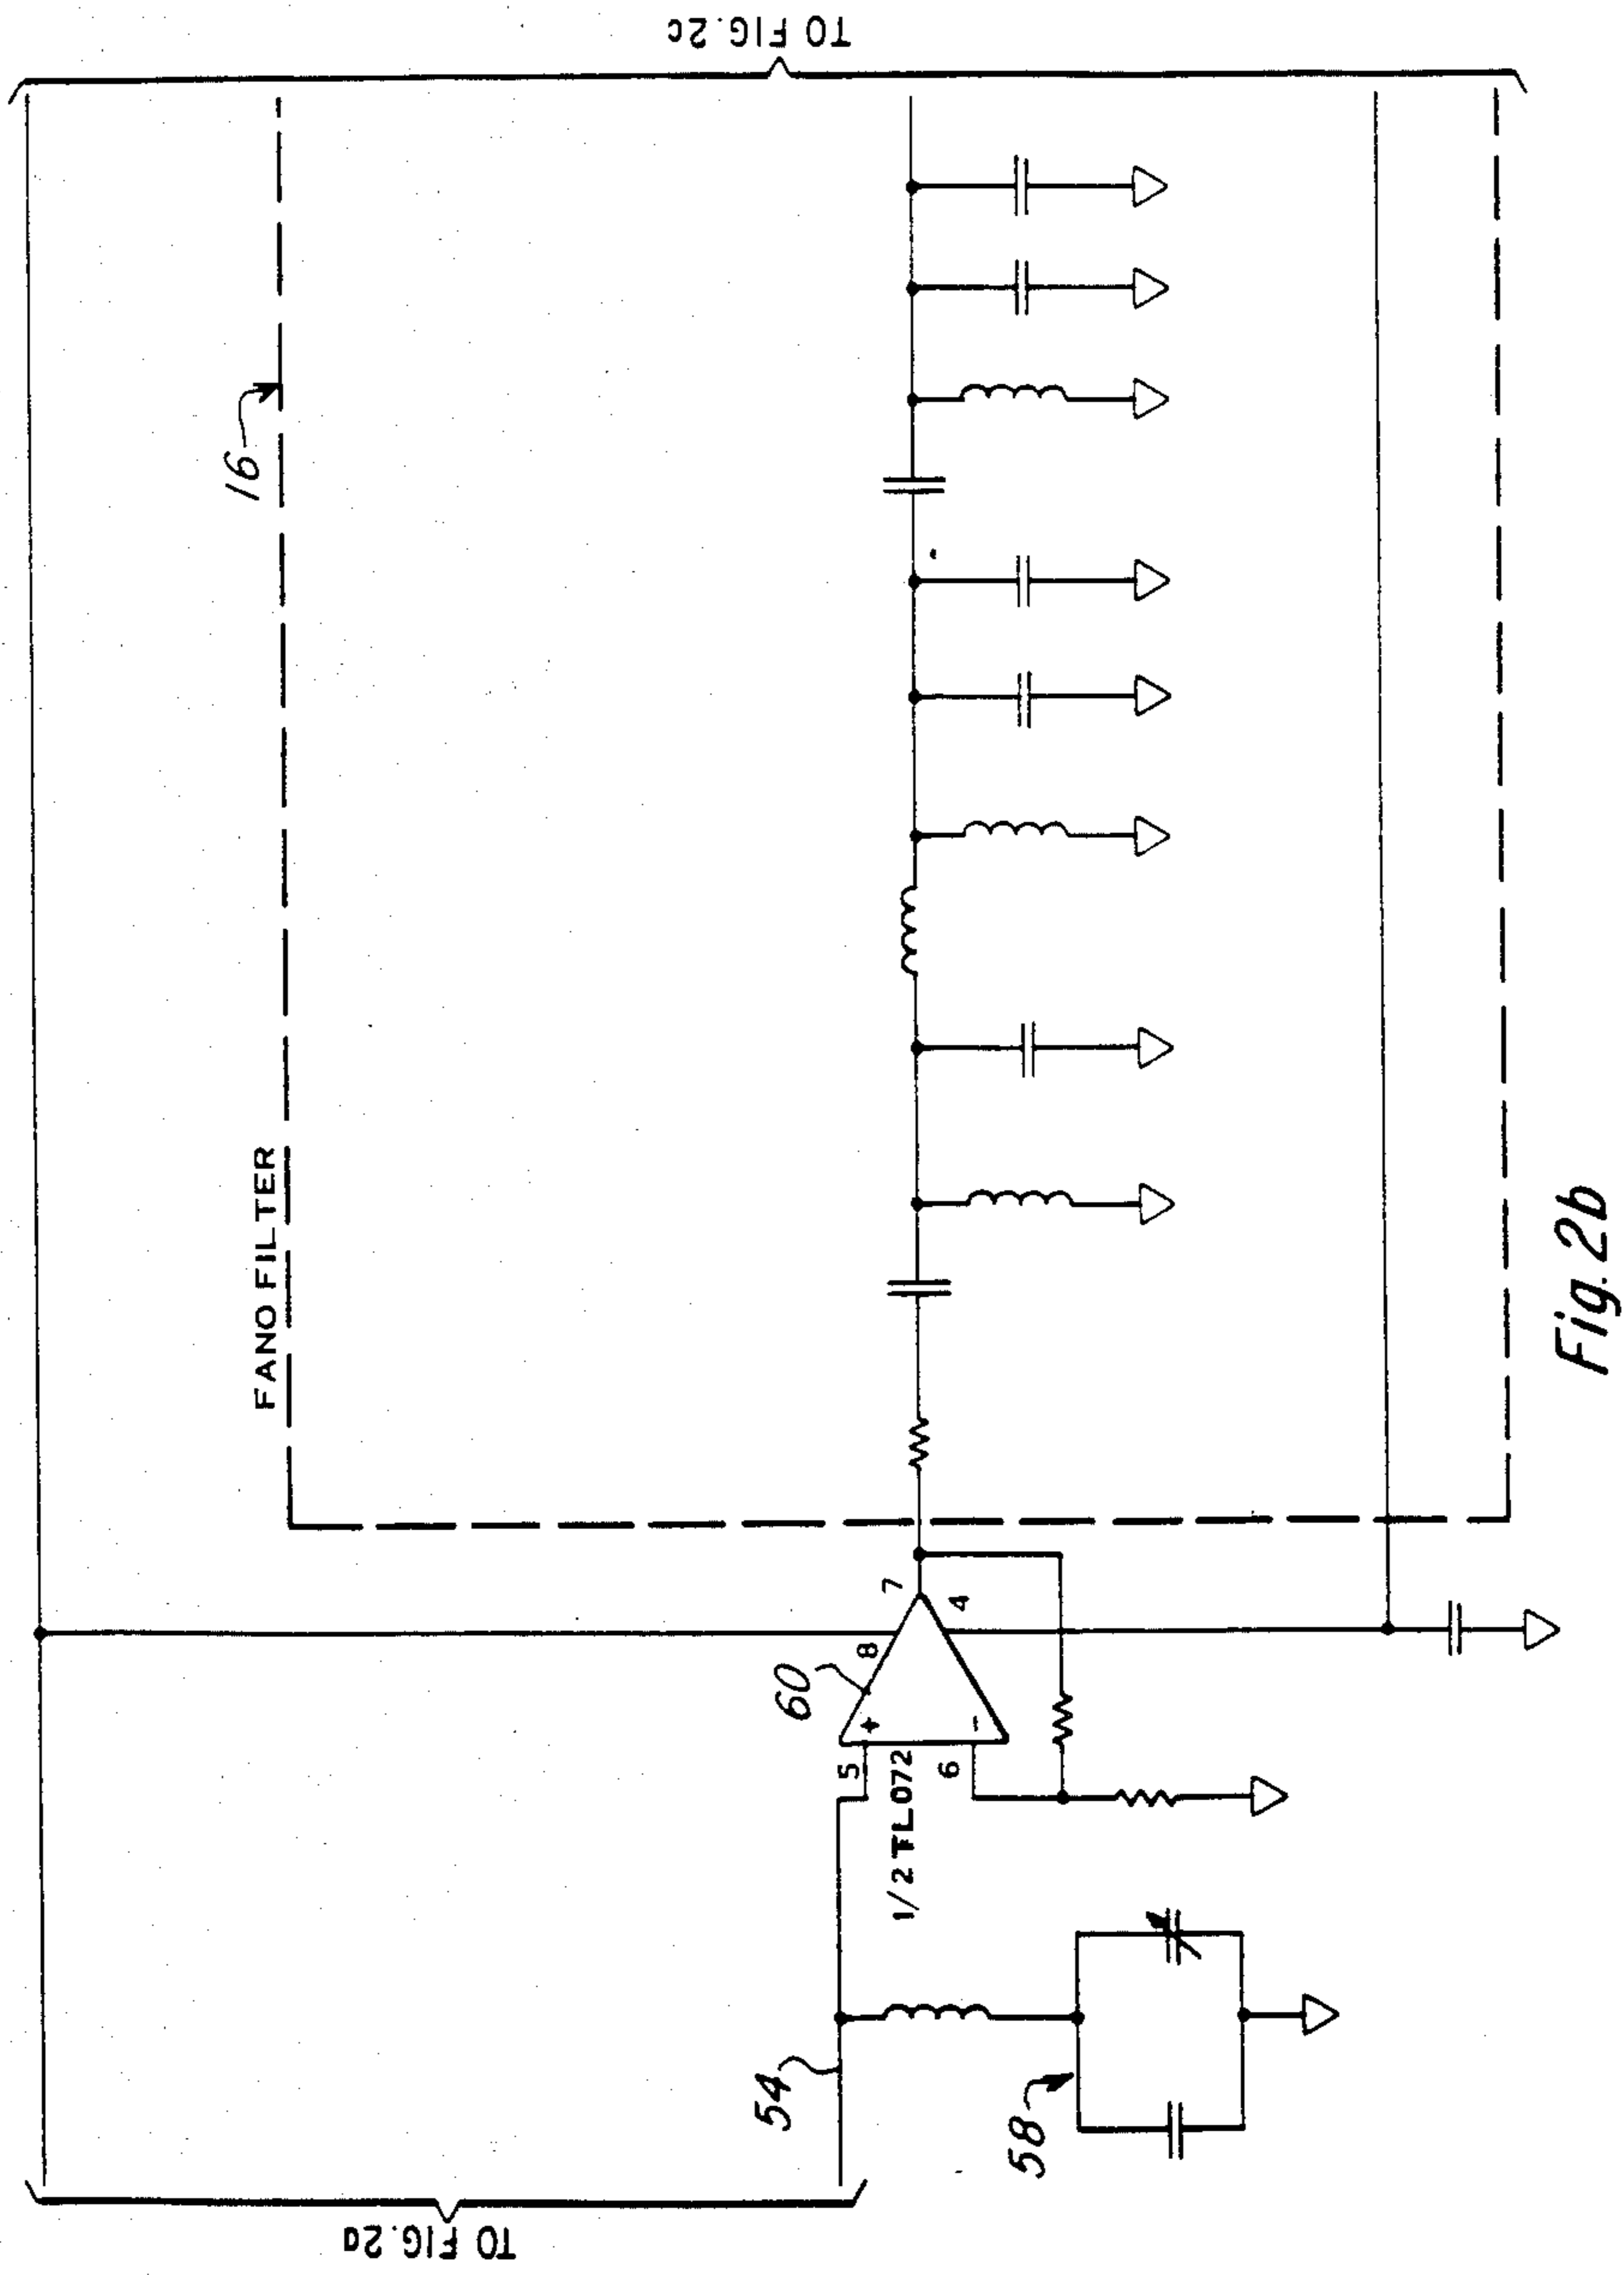 TO FIG. 2a
54
58
60
1/2 TL072
5
6
+
−
8
7
4
FANO FILTER
16
TO FIG. 2c
Fig. 2b